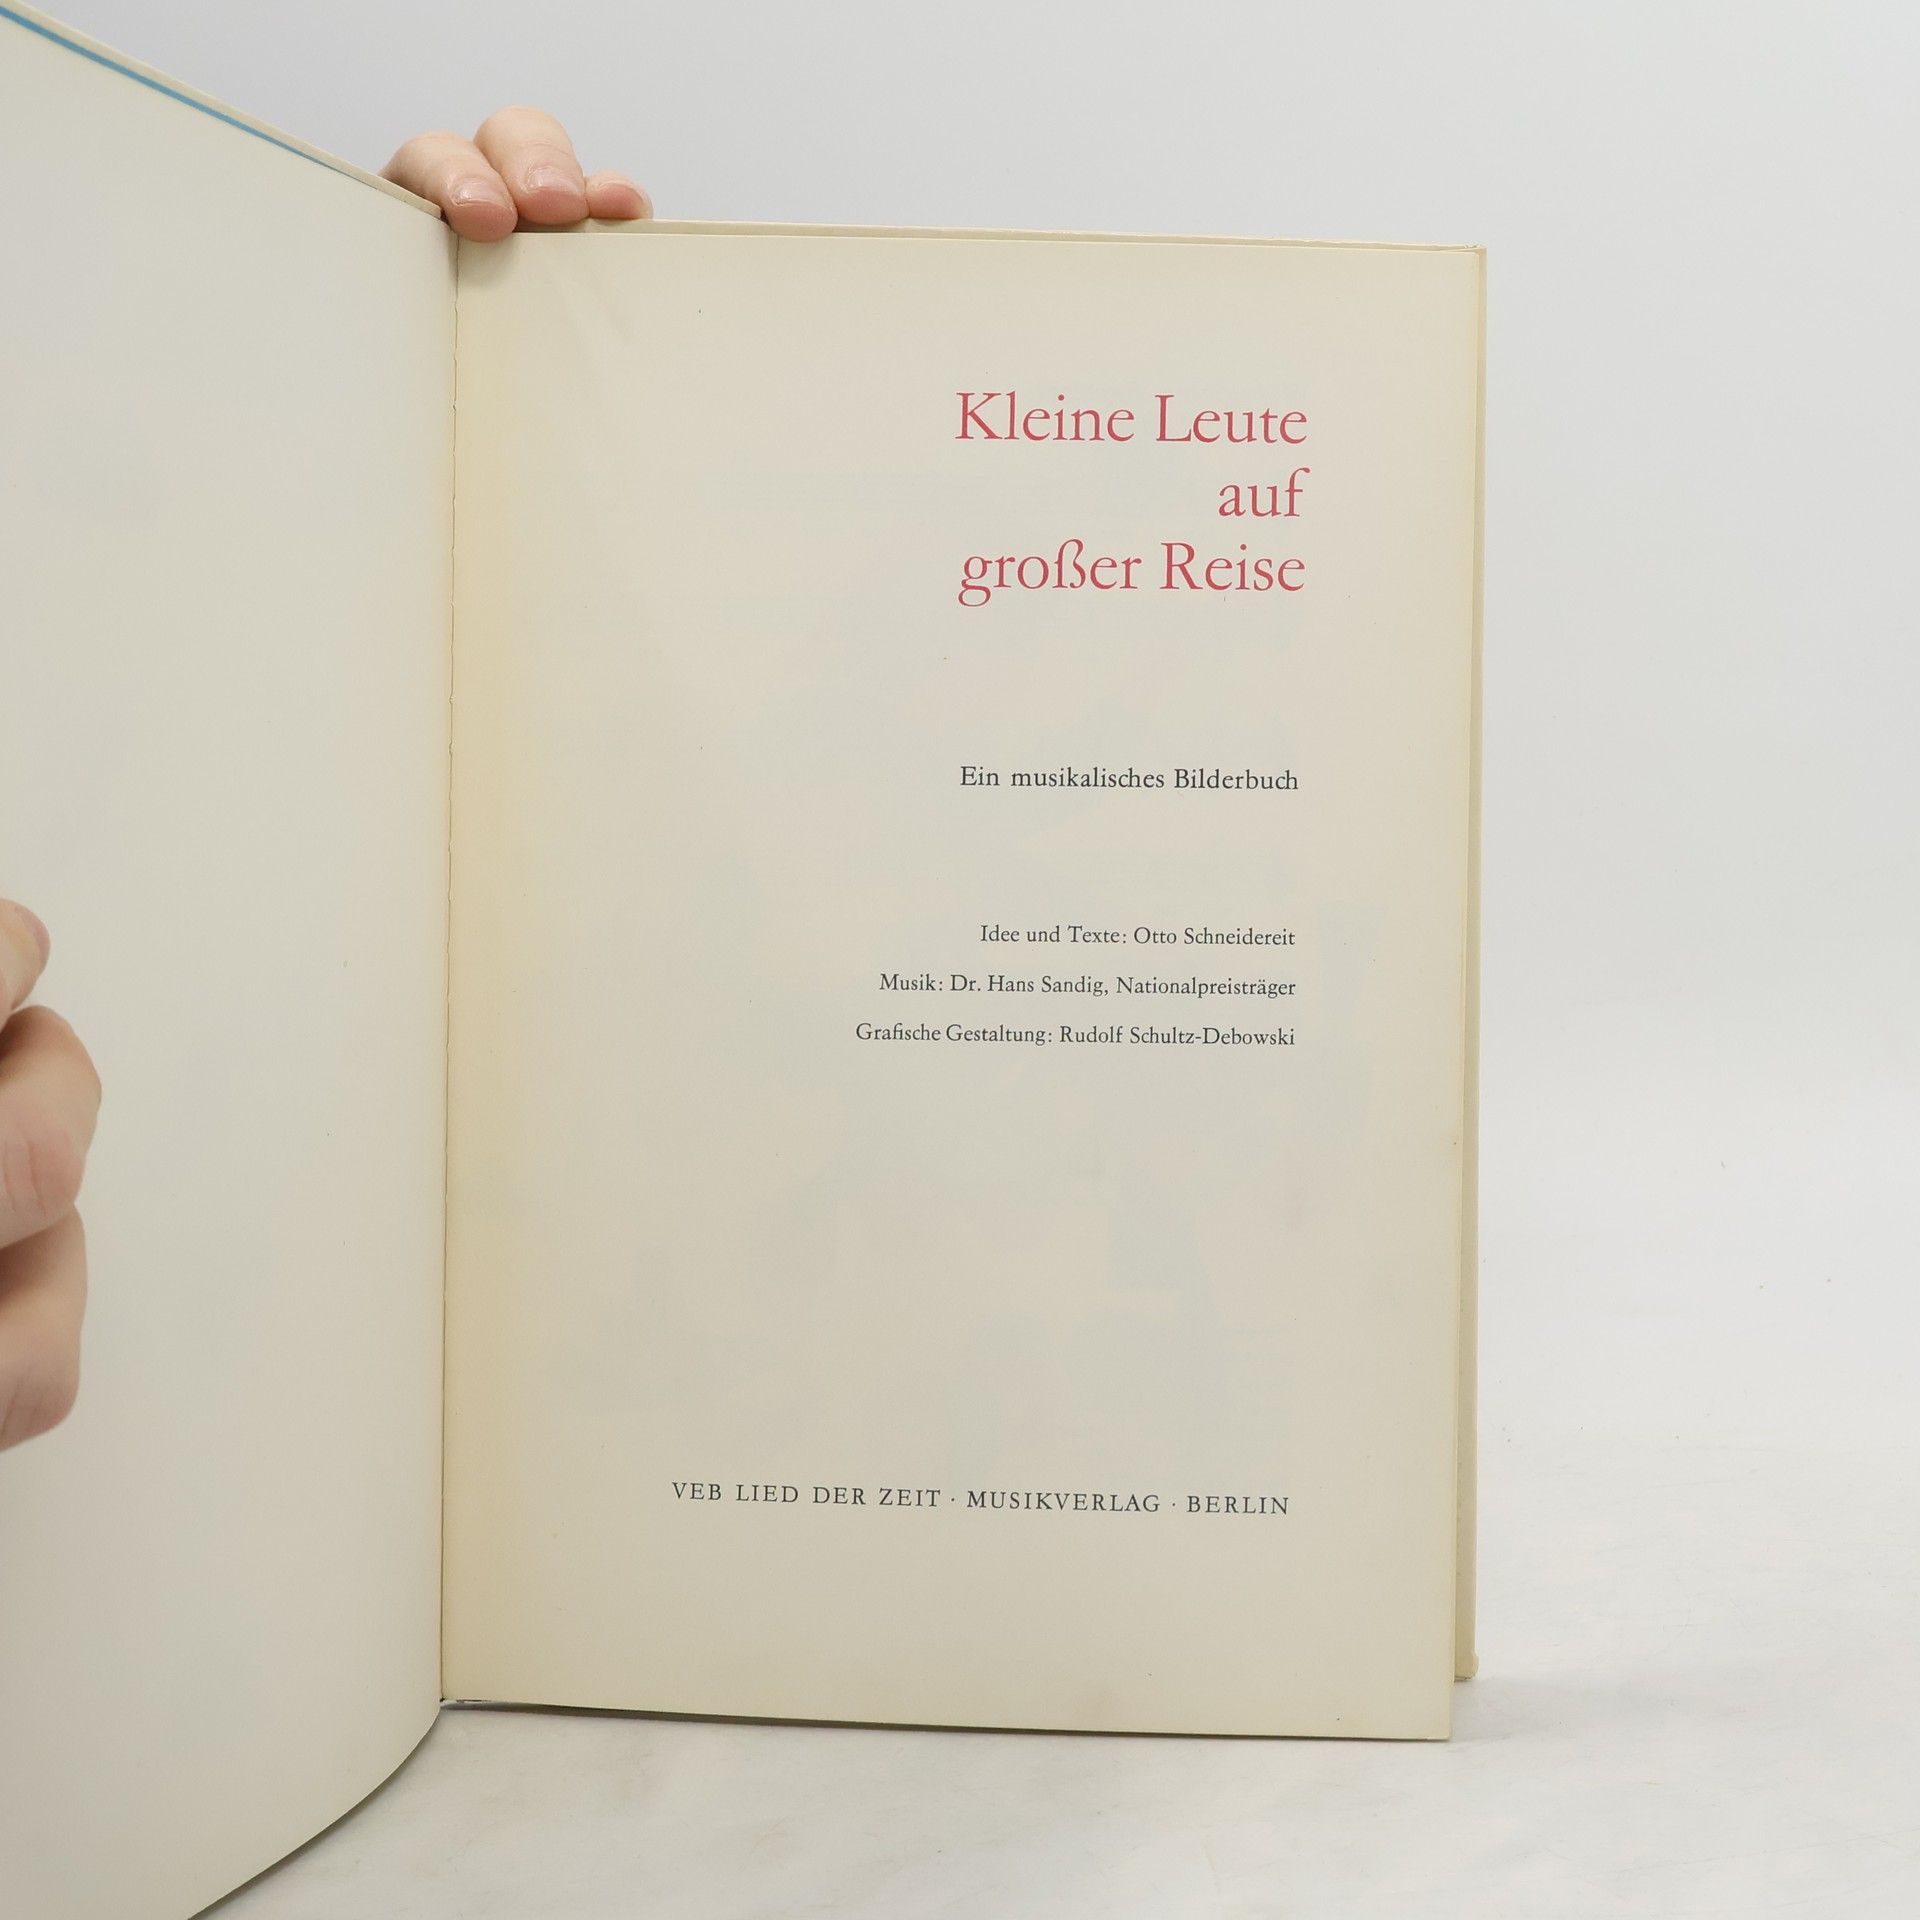 Kleine Leute
auf
großer Reise
Ein musikalisches Bilderbuch
Idee und Texte: Otto Schneidereit
Musik: Dr. Hans Sandig, Nationalpreisträger
Grafische Gestaltung: Rudolf Schultz-Debowski
VEB LIED DER ZEIT · MUSIKVERLAG · BERLIN